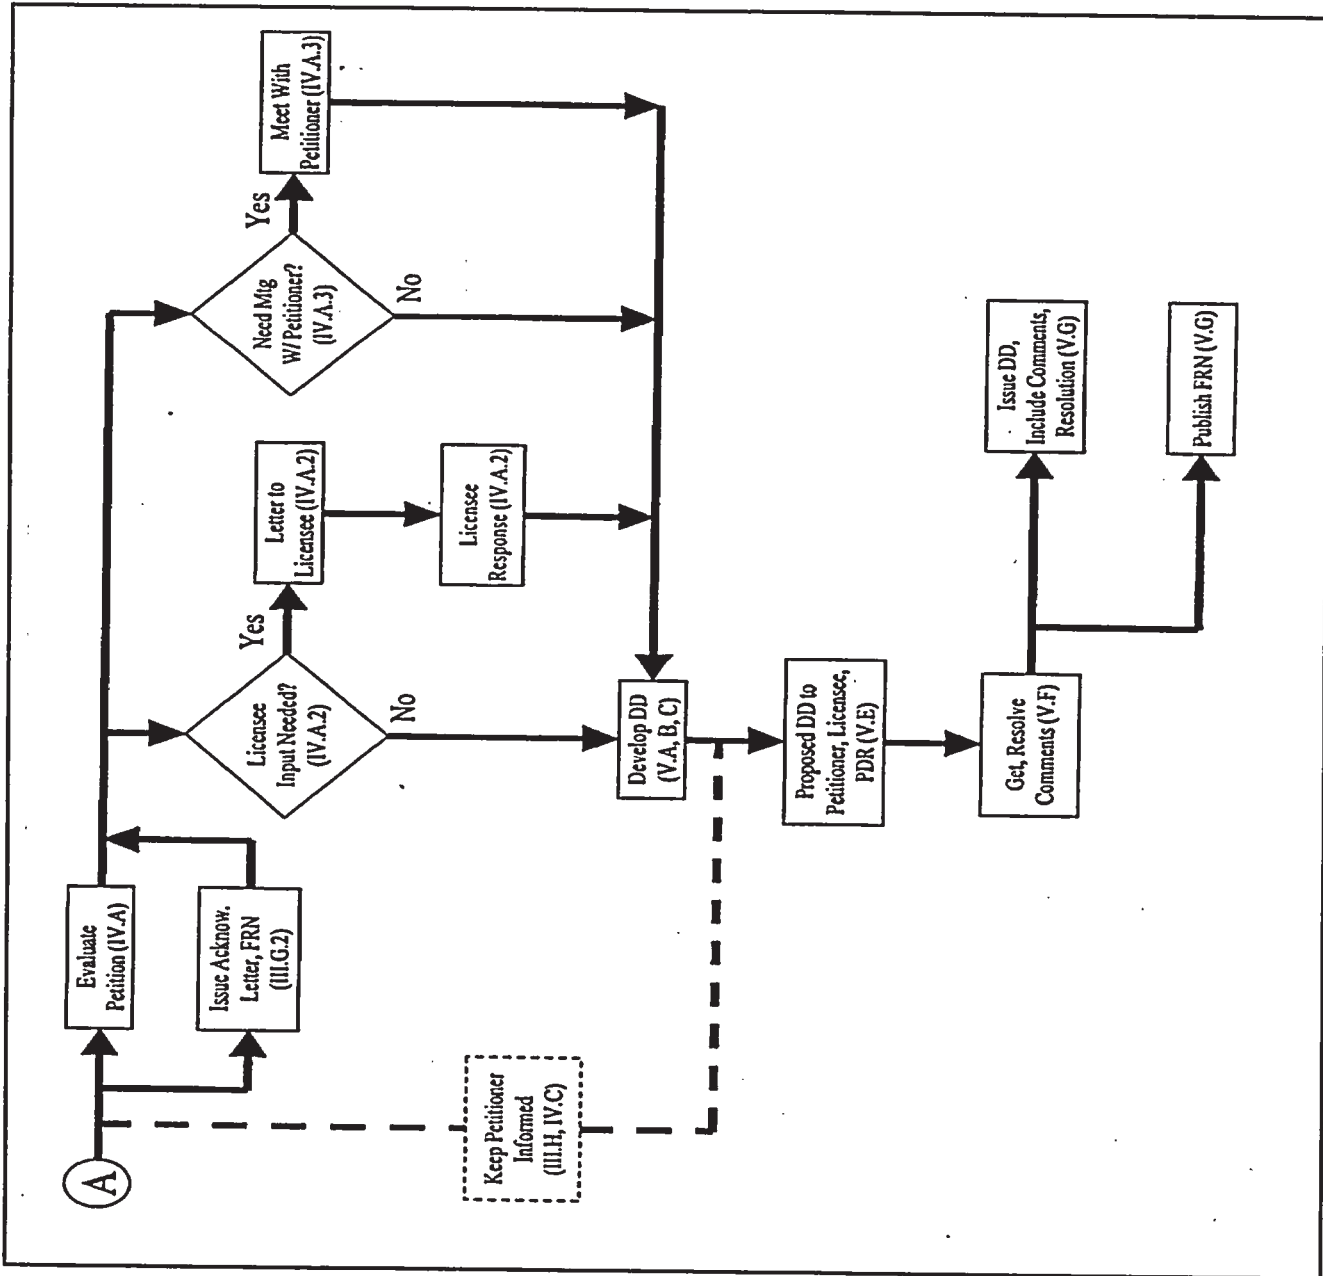 A
Evaluate
Petition (IV.A)
Issue Acknow.
Letter, FRN
(III.G.2)
Keep Petitioner
Informed
(III.H, IV.C)
Licensee
Input Needed?
(IV.A.2)
Yes
No
Letter to
Licensee (IV.A.2)
Licensee
Response (IV.A.2)
Need Mtg
W/ Petitioner?
(IV.A.3)
Yes
No
Meet With
Petitioner (IV.A.3)
Develop DD
(V.A, B, C)
Proposed DD to
Petitioner, Licensee,
PDR (V.E)
Get, Resolve
Comments (V.F)
Issue DD,
Include Comments,
Resolution (V.G)
Publish FRN (V.G)